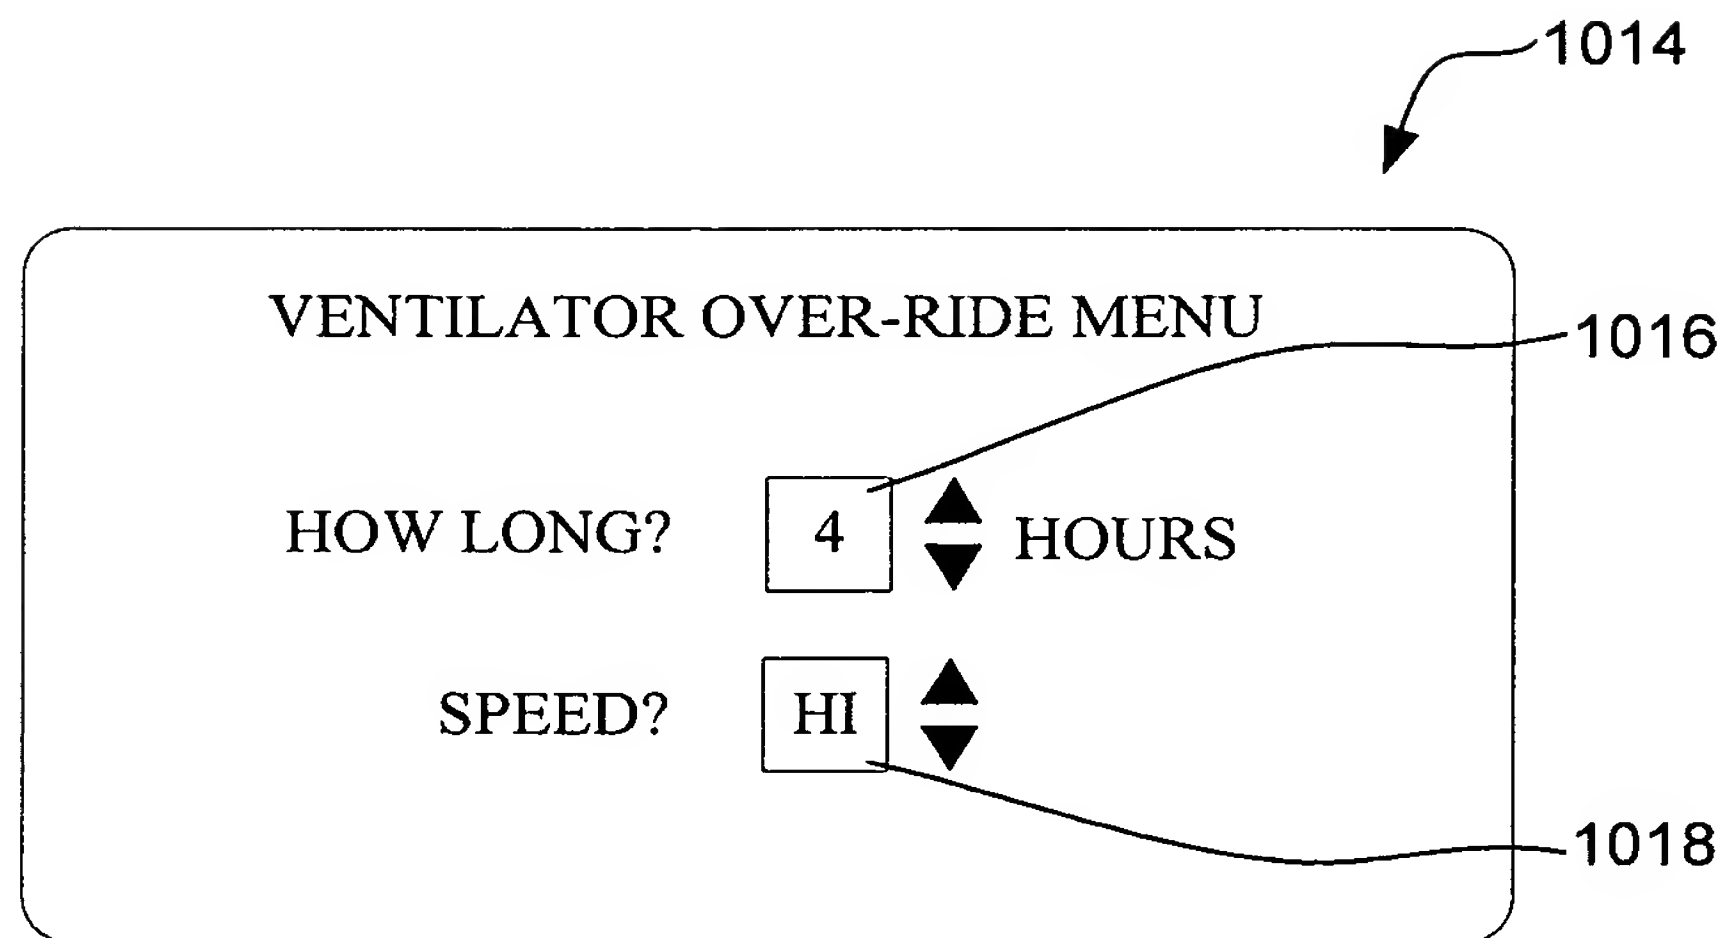 1014
VENTILATOR OVER-RIDE MENU
1016
HOW LONG? 4 HOURS
SPEED? HI
1018